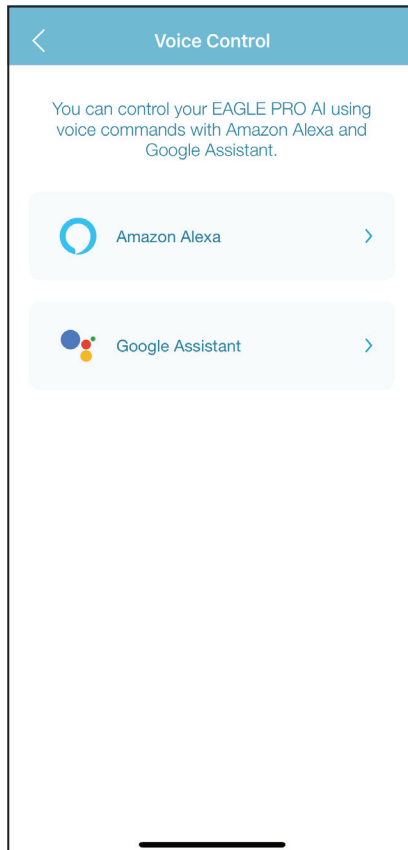 Voice Control
You can control your EAGLE PRO AI using
voice commands with Amazon Alexa and
Google Assistant.
Amazon Alexa
Google Assistant